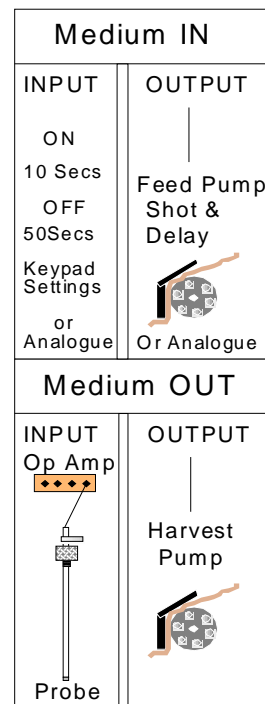 Medium IN
INPUT
ON
10 Secs
OFF
50Secs
Keypad
Settings
or
Analogue
OUTPUT
Feed Pump
Shot &
Delay
Or Analogue
Medium OUT
INPUT
Op Amp
Probe
OUTPUT
Harvest
Pump